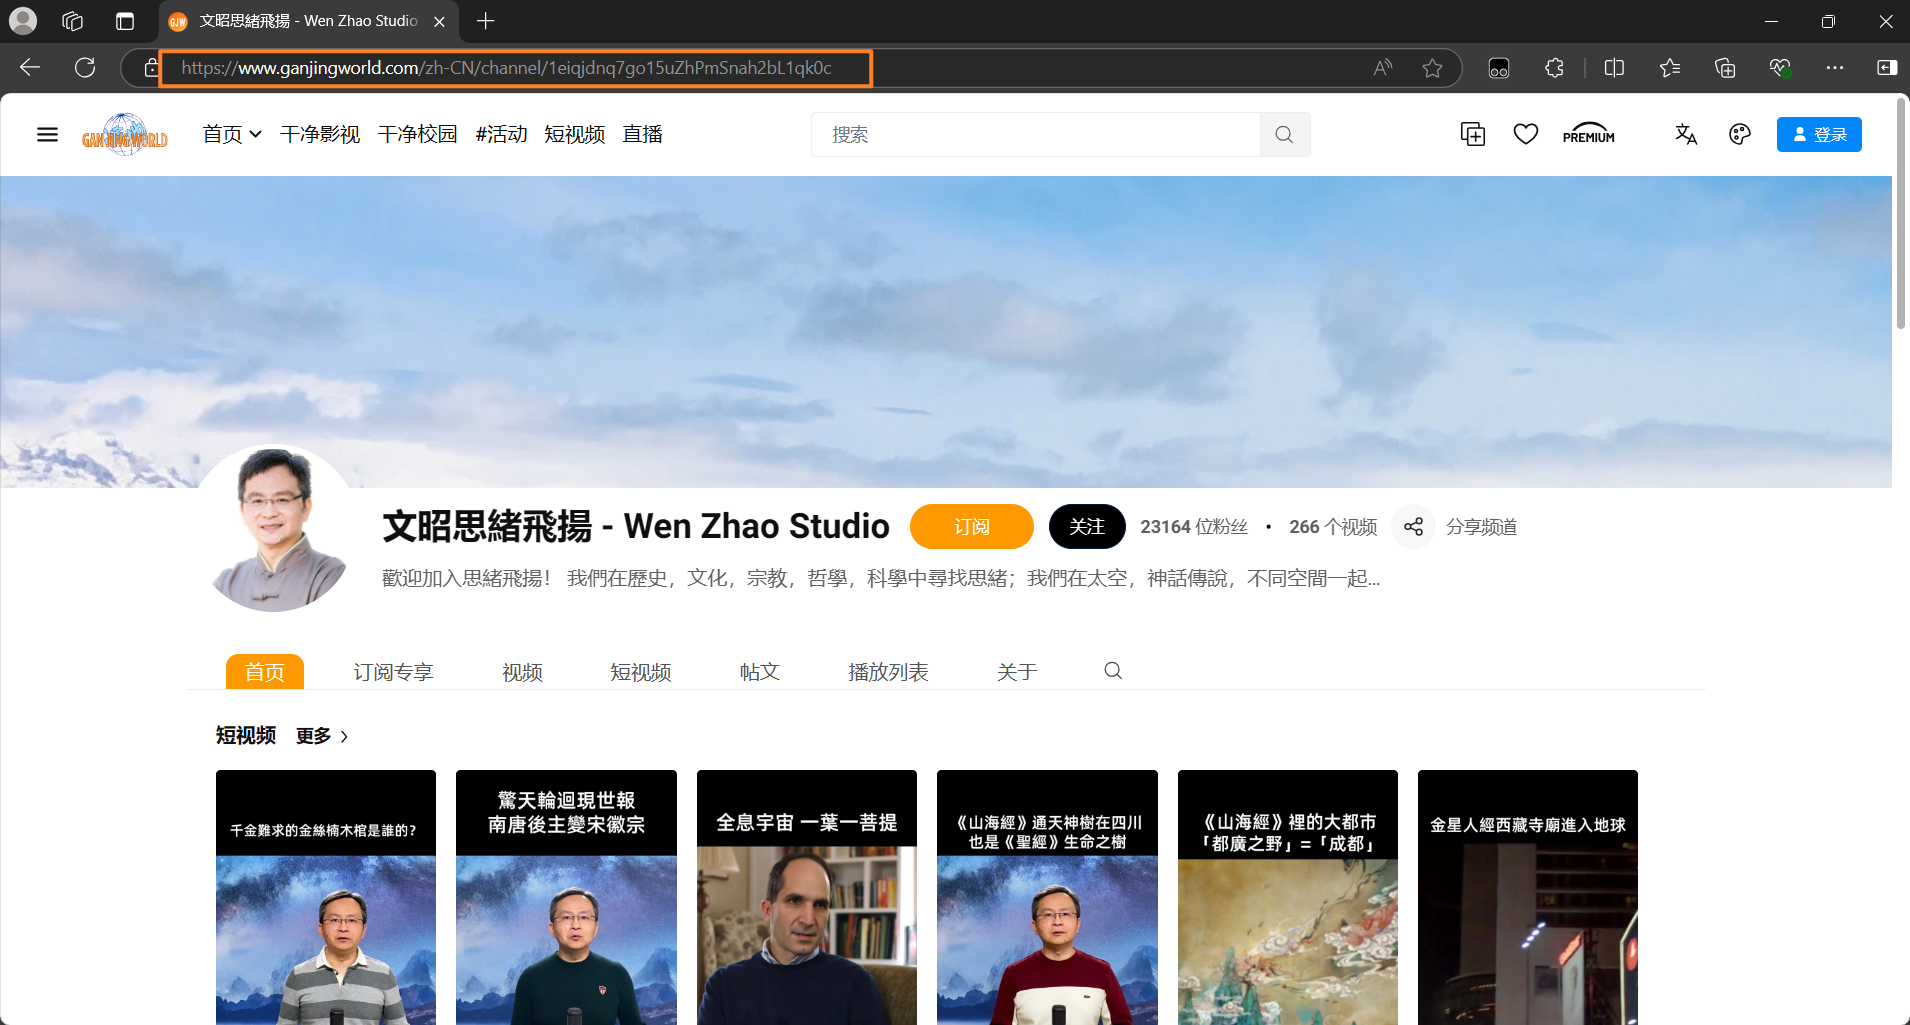 文昭思緒飛揚 - Wen Zhao Studio
https://www.ganjingworld.com/zh-CN/channel/1eiqjdnq7go15uZhPmSnah2bL1qk0c
GAN JING WORLD
首页
干净影视
干净校园
#活动
短视频
直播
搜索
PREMIUM
登录
文昭思緒飛揚 - Wen Zhao Studio
订阅
关注
23164 位粉丝 • 266 个视频
分享频道
歡迎加入思緒飛揚！ 我們在歷史，文化，宗教，哲學，科學中尋找思緒；我們在太空，神話傳說，不同空間一起...
首页
订阅专享
视频
短视频
帖文
播放列表
关于
短视频 更多
千金難求的金絲楠木棺是誰的？
驚天輪迴現世報
南唐後主變宋徽宗
全息宇宙 一葉一菩提
《山海經》通天神樹在四川
也是《聖經》生命之樹
《山海經》裡的大都市
「都廣之野」=「成都」
金星人經西藏寺廟進入地球